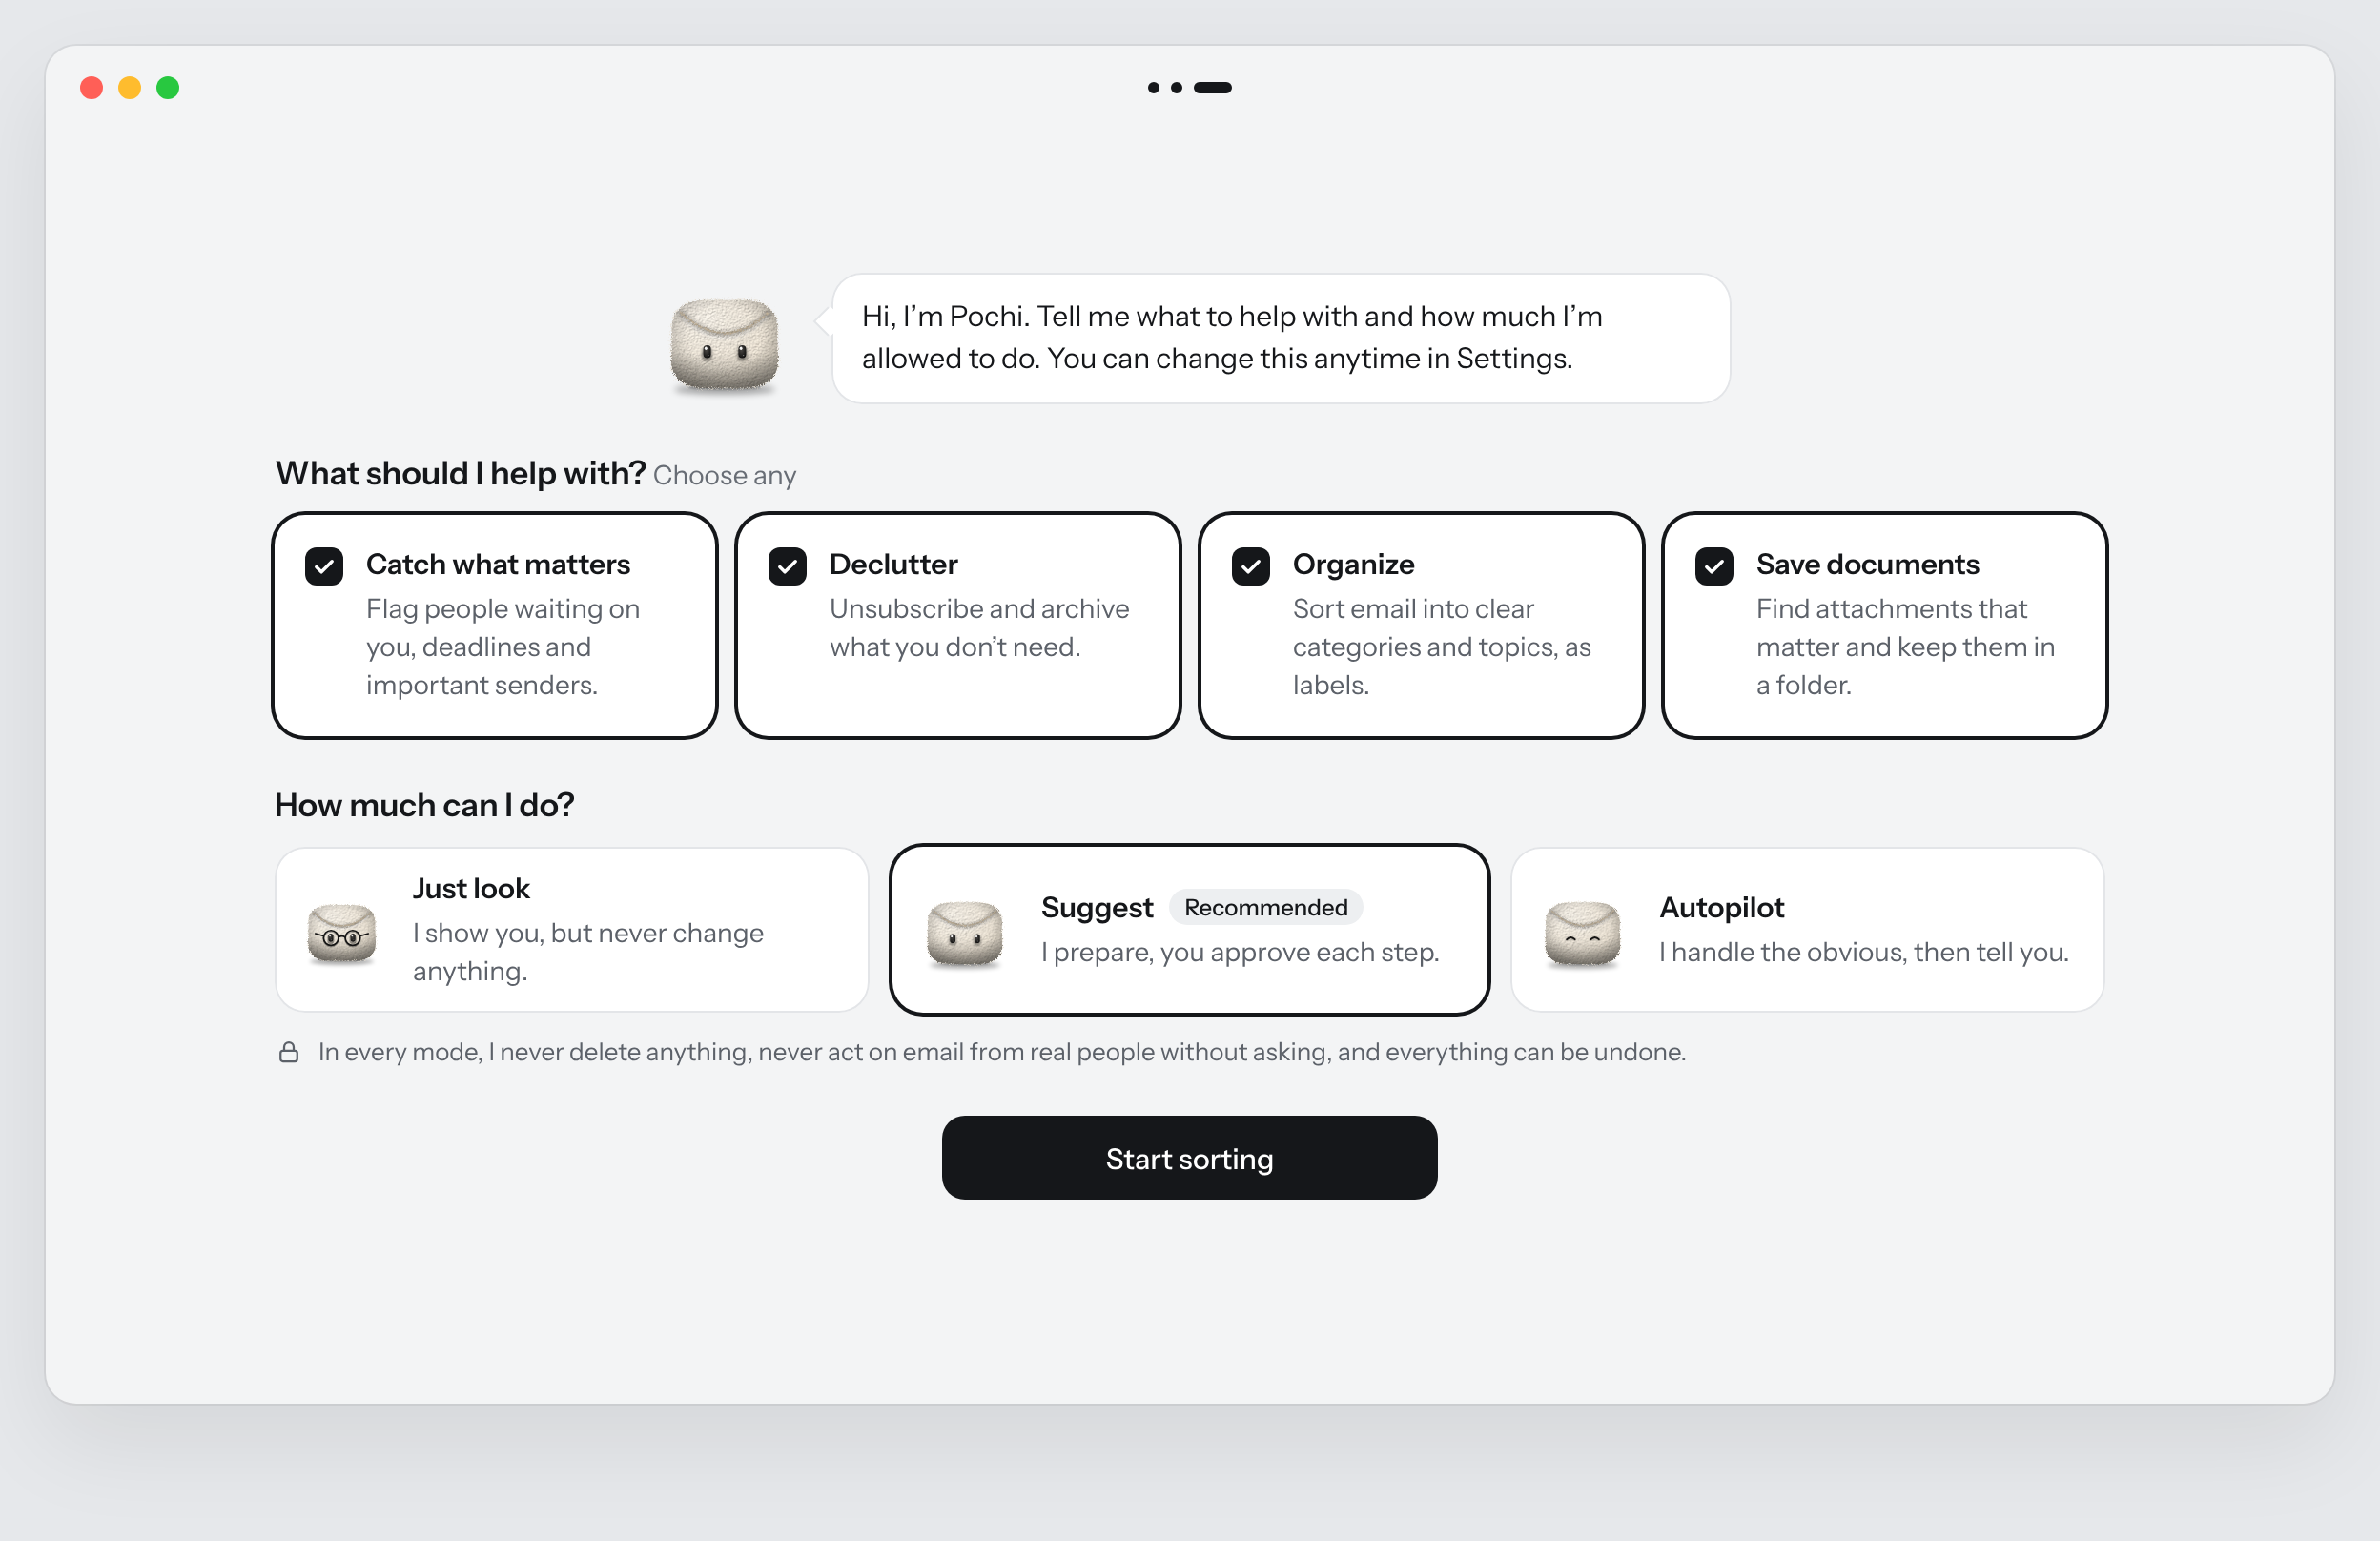 Hi, I’m Pochi. Tell me what to help with and how much I’m
allowed to do. You can change this anytime in Settings.
What should I help with? Choose any
Catch what matters
Flag people waiting on
you, deadlines and
important senders.
Declutter
Unsubscribe and archive
what you don’t need.
Organize
Sort email into clear
categories and topics, as
labels.
Save documents
Find attachments that
matter and keep them in
a folder.
How much can I do?
Just look
I show you, but never change
anything.
Suggest Recommended
I prepare, you approve each step.
Autopilot
I handle the obvious, then tell you.
In every mode, I never delete anything, never act on email from real people without asking, and everything can be undone.
Start sorting